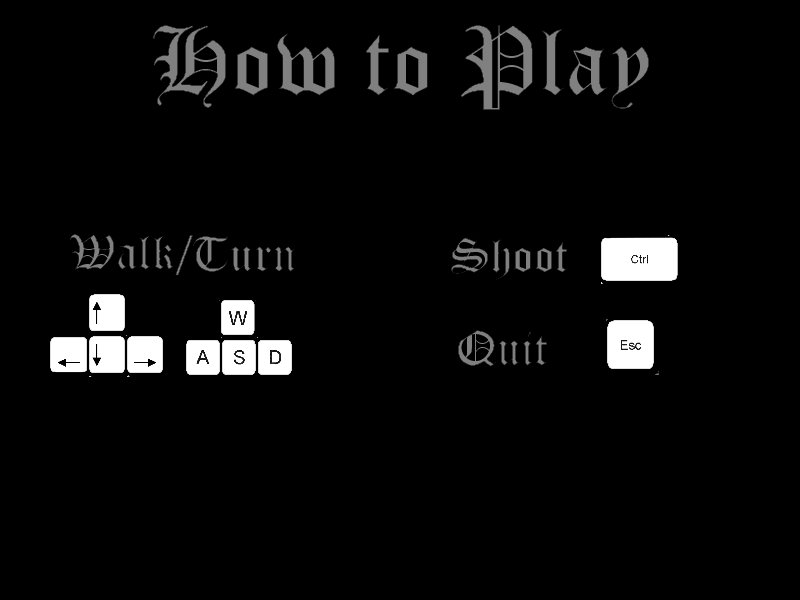 How to Play
Walk/Turn
↑
← ↓ →
W
A S D
Shoot Ctrl
Quit Esc